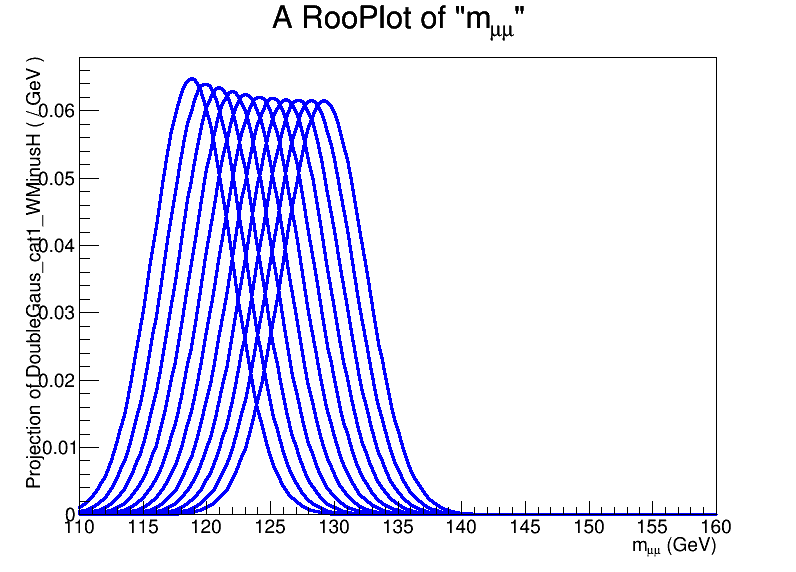 A RooPlot of "mμμ"
Projection of DoubleGaus_cat1_WMinusH ( / GeV )
0.06
0.05
0.04
0.03
0.02
0.01
0
110 115 120 125 130 135 140 145 150 155 160
mμμ (GeV)